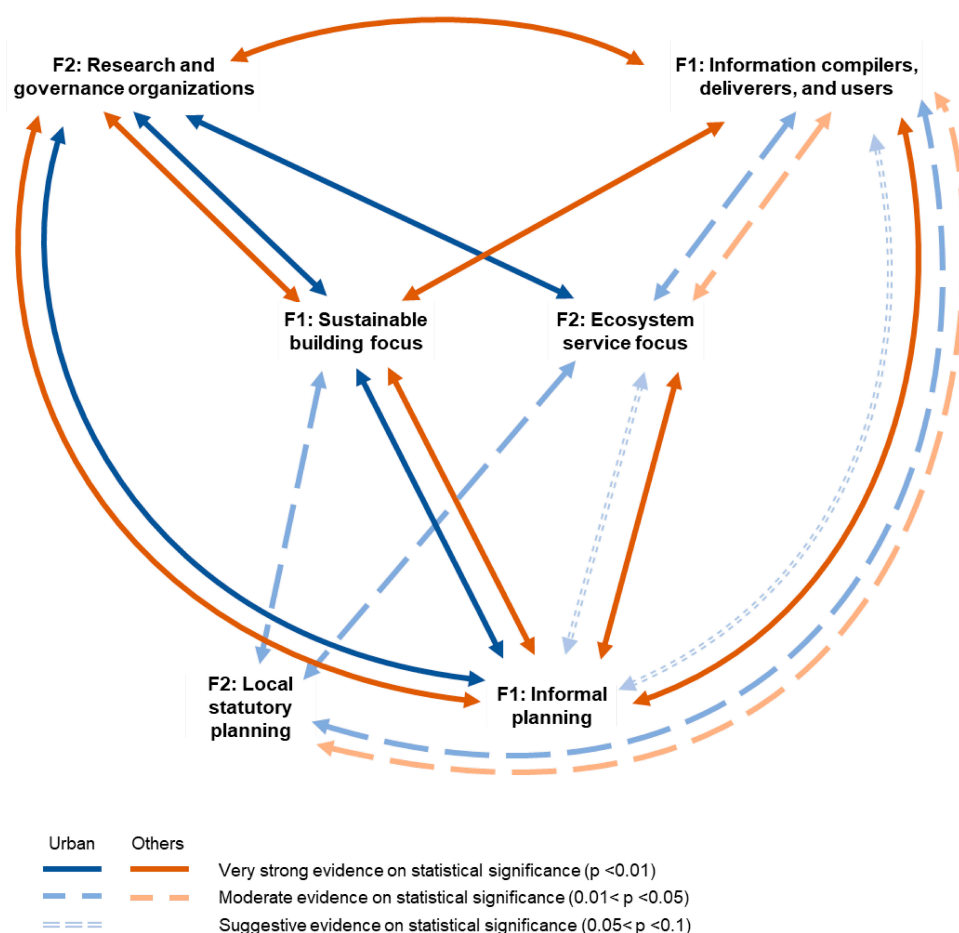 F2: Research and
governance organizations
F1: Information compilers,
deliverers, and users
F1: Sustainable
building focus
F2: Ecosystem
service focus
F2: Local
statutory
planning
F1: Informal
planning
Urban Others
Very strong evidence on statistical significance (p <0.01)
Moderate evidence on statistical significance (0.01< p <0.05)
Suggestive evidence on statistical significance (0.05< p <0.1)